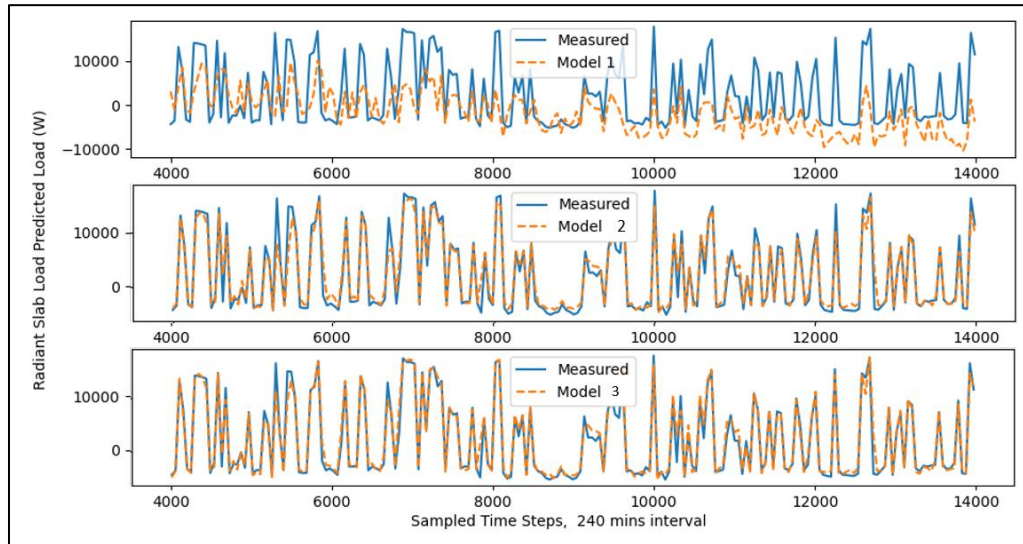 Radiant Slab Load Predicted Load (W)
10000
0
−10000
Measured
Model 1
4000 6000 8000 10000 12000 14000
10000
0
Measured
Model 2
4000 6000 8000 10000 12000 14000
10000
0
Measured
Model 3
4000 6000 8000 10000 12000 14000
Sampled Time Steps, 240 mins interval